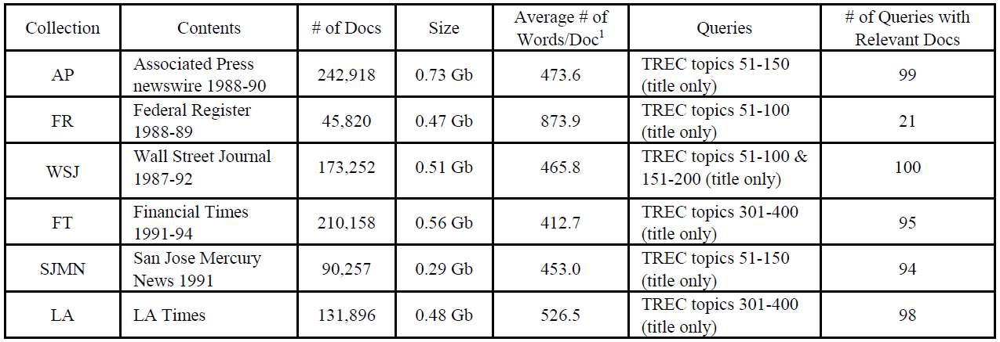 Collection Contents # of Docs Size Average # of Words/Doc1 Queries # of Queries with Relevant Docs
AP Associated Press newswire 1988-90 242,918 0.73 Gb 473.6 TREC topics 51-150 (title only) 99
FR Federal Register 1988-89 45,820 0.47 Gb 873.9 TREC topics 51-100 (title only) 21
WSJ Wall Street Journal 1987-92 173,252 0.51 Gb 465.8 TREC topics 51-100 & 151-200 (title only) 100
FT Financial Times 1991-94 210,158 0.56 Gb 412.7 TREC topics 301-400 (title only) 95
SJMN San Jose Mercury News 1991 90,257 0.29 Gb 453.0 TREC topics 51-150 (title only) 94
LA LA Times 131,896 0.48 Gb 526.5 TREC topics 301-400 (title only) 98